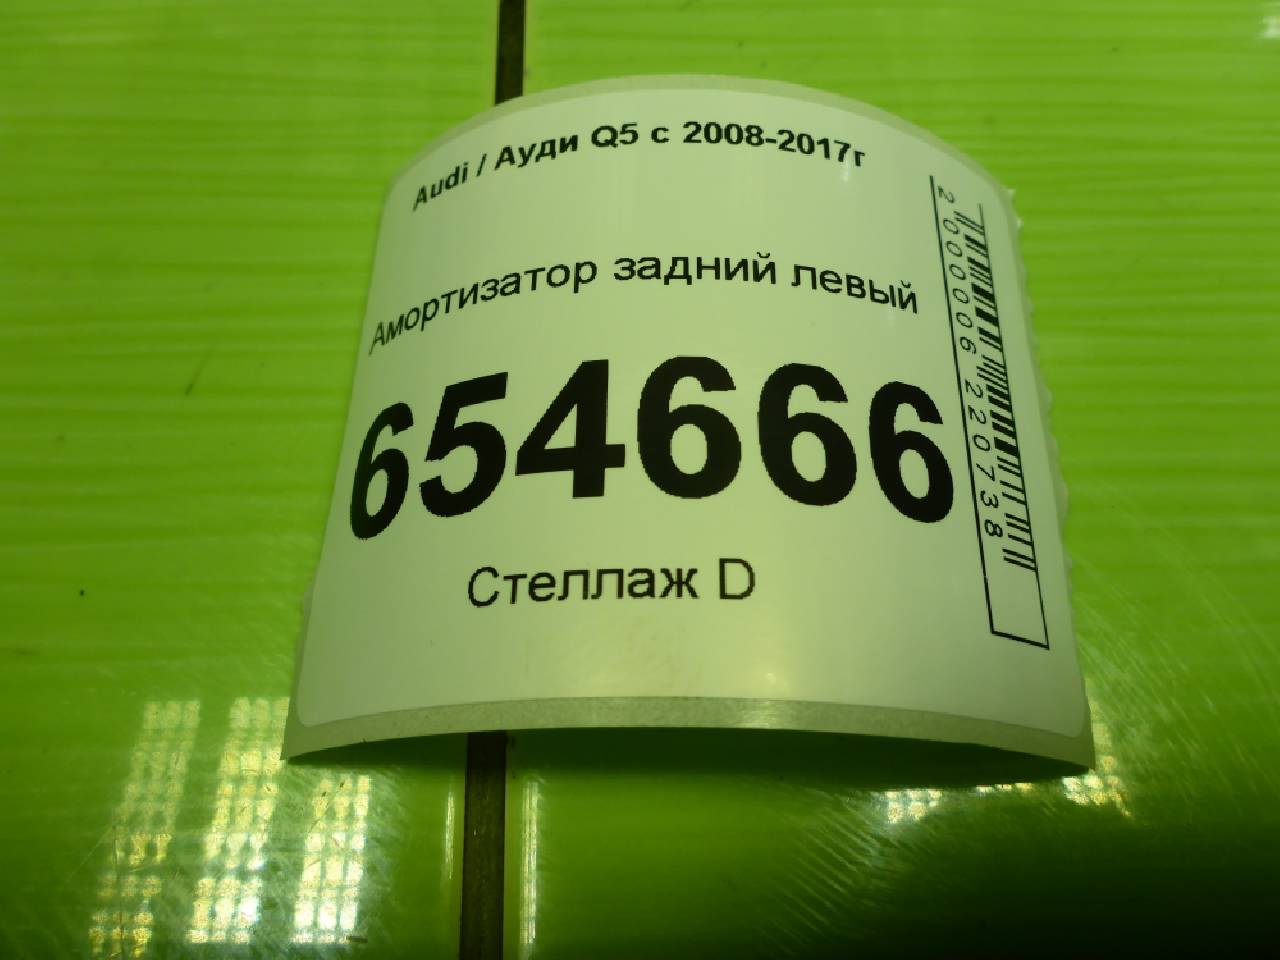 Audi / Ауди Q5 с 2008-2017г
Амортизатор задний левый
654666
Стеллаж D
2000006220738